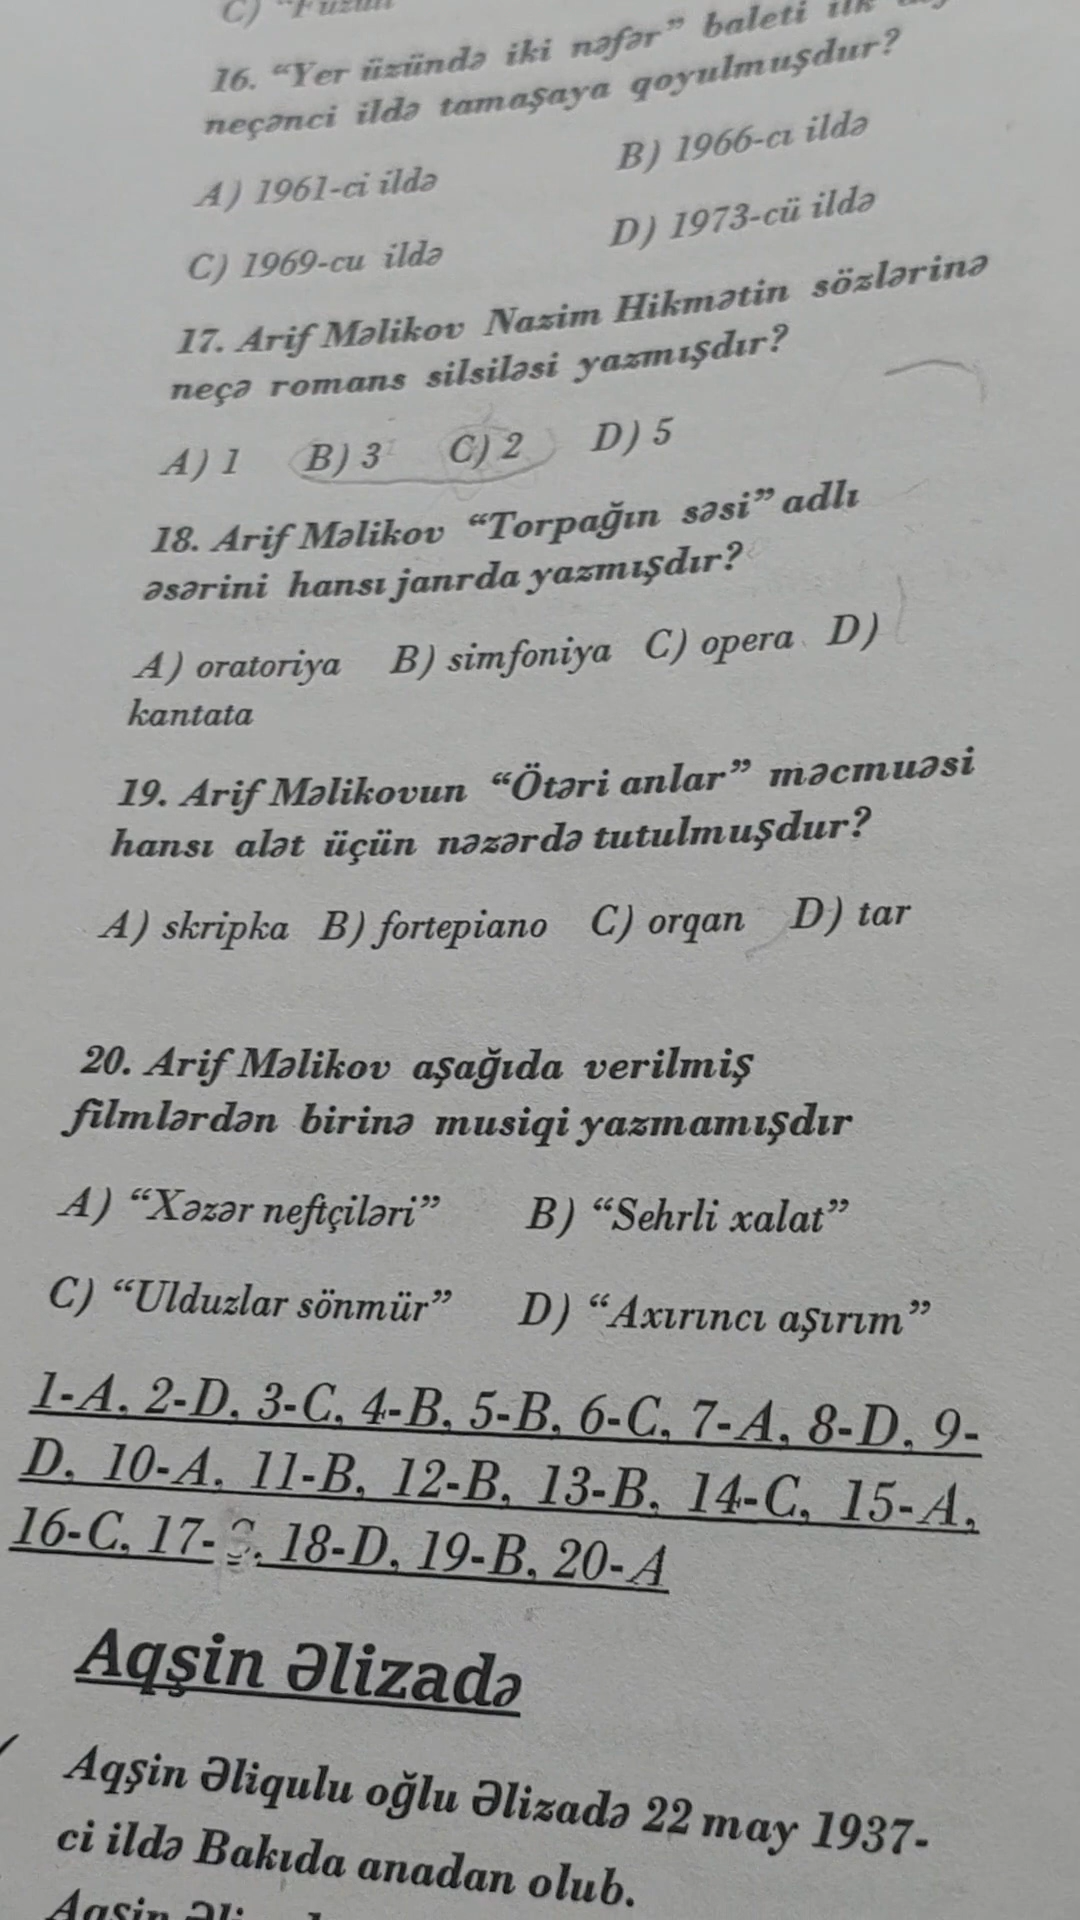 C) "Füzuli
16. "Yer üzündə iki nəfər" baleti ilk
neçənci ildə tamaşaya qoyulmuşdur?
A) 1961-ci ildə B) 1966-cı ildə
C) 1969-cu ildə D) 1973-cü ildə
17. Arif Məlikov Nazim Hikmətin sözlərinə
neçə romans silsiləsi yazmışdır?
A) 1 B) 3 C) 2 D) 5
18. Arif Məlikov "Torpağın səsi" adlı
əsərini hansı janrda yazmışdır?
A) oratoriya B) simfoniya C) opera D)
kantata
19. Arif Məlikovun "Ötəri anlar" məcmuəsi
hansı alət üçün nəzərdə tutulmuşdur?
A) skripka B) fortepiano C) orqan D) tar
20. Arif Məlikov aşağıda verilmiş
filmlərdən birinə musiqi yazmamışdır
A) "Xəzər neftçiləri" B) "Sehrli xalat"
C) "Ulduzlar sönmür" D) "Axırıncı aşırım"
1-A, 2-D, 3-C, 4-B, 5-B, 6-C, 7-A, 8-D, 9-
D, 10-A, 11-B, 12-B, 13-B, 14-C, 15-A,
16-C, 17- , 18-D, 19-B, 20-A
Aqşin Əlizadə
Aqşin Əliqulu oğlu Əlizadə 22 may 1937-
ci ildə Bakıda anadan olub.
Aqşin